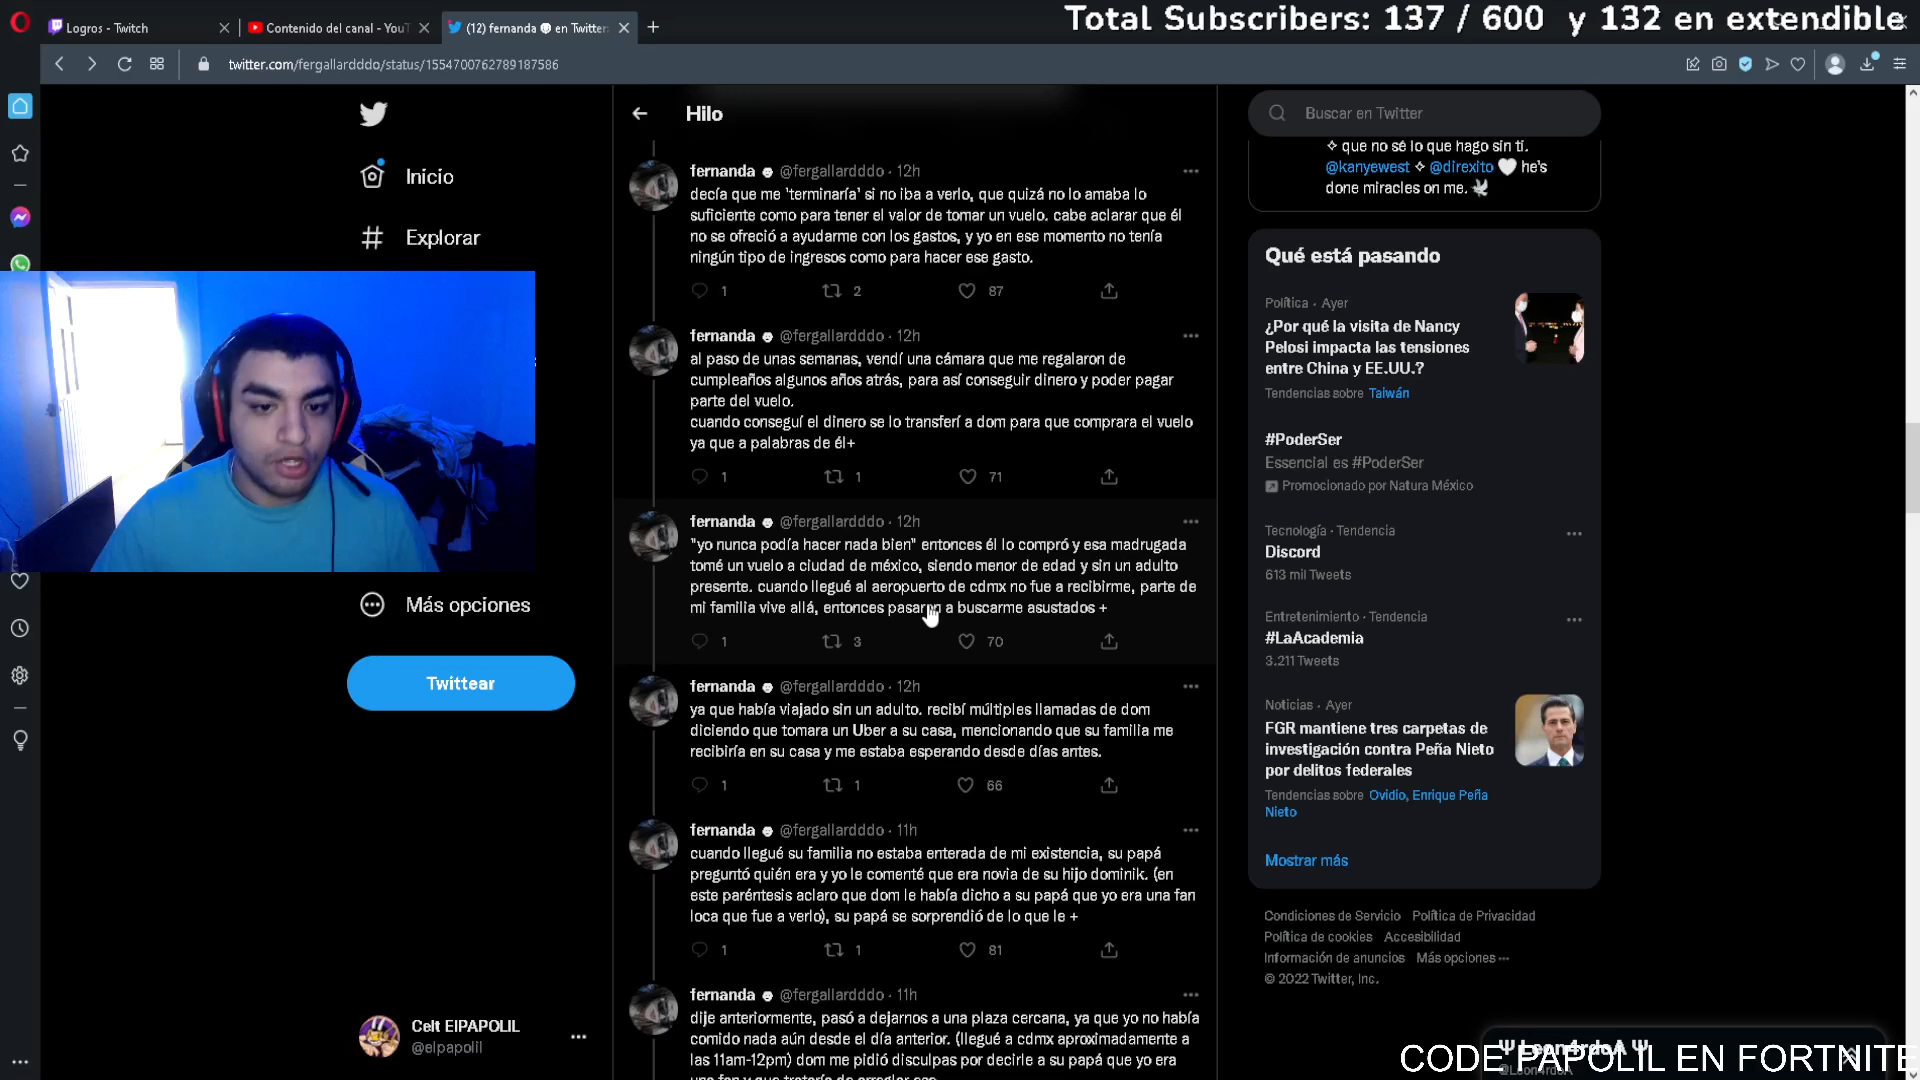 Logros - Twitch
Contenido del canal - YouT
(12) fernanda en Twitter:
Total Subscribers: 137 / 600 y 132 en extendible
twitter.com/fergallardddo/status/1554700762789187586
Inicio
Explorar
Más opciones
Twittear
Celt ElPAPOLIL
@elpapolil
Hilo
fernanda @fergallardddo · 12h
decía que me 'terminaría' si no iba a verlo, que quizá no lo amaba lo
suficiente como para tener el valor de tomar un vuelo. cabe aclarar que él
no se ofreció a ayudarme con los gastos, y yo en ese momento no tenía
ningún tipo de ingresos como para hacer ese gasto.
1 2 87
fernanda @fergallardddo · 12h
al paso de unas semanas, vendí una cámara que me regalaron de
cumpleaños algunos años atrás, para así conseguir dinero y poder pagar
parte del vuelo.
cuando conseguí el dinero se lo transferí a dom para que comprara el vuelo
ya que a palabras de él+
1 1 71
fernanda @fergallardddo · 12h
"yo nunca podía hacer nada bien" entonces él lo compró y esa madrugada
tomé un vuelo a ciudad de méxico, siendo menor de edad y sin un adulto
presente. cuando llegué al aeropuerto de cdmx no fue a recibirme, parte de
mi familia vive allá, entonces pasaron a buscarme asustados +
1 3 70
fernanda @fergallardddo · 12h
ya que había viajado sin un adulto. recibí múltiples llamadas de dom
diciendo que tomara un Uber a su casa, mencionando que su familia me
recibiría en su casa y me estaba esperando desde días antes.
1 1 66
fernanda @fergallardddo · 11h
cuando llegué su familia no estaba enterada de mi existencia, su papá
preguntó quién era y yo le comenté que era novia de su hijo dominik. (en
este paréntesis aclaro que dom le había dicho a su papá que yo era una fan
loca que fue a verlo), su papá se sorprendió de lo que le +
1 1 81
fernanda @fergallardddo · 11h
dije anteriormente, pasó a dejarnos a una plaza cercana, ya que yo no había
comido nada aún desde el día anterior. (llegué a cdmx aproximadamente a
las 11am-12pm) dom me pidió disculpas por decirle a su papá que yo era
Buscar en Twitter
✧ que no sé lo que hago sin ti.
@kanyewest ✧ @direxito 🤍 he's
done miracles on me. 🕊
Qué está pasando
Política · Ayer
¿Por qué la visita de Nancy
Pelosi impacta las tensiones
entre China y EE.UU.?
Tendencias sobre Taiwán
#PoderSer
Essencial es #PoderSer
Promocionado por Natura México
Tecnología · Tendencia
Discord
613 mil Tweets
Entretenimiento · Tendencia
#LaAcademia
3.211 Tweets
Noticias · Ayer
FGR mantiene tres carpetas de
investigación contra Peña Nieto
por delitos federales
Tendencias sobre Ovidio, Enrique Peña
Nieto
Mostrar más
Condiciones de Servicio Política de Privacidad
Política de cookies Accesibilidad
Información de anuncios Más opciones ···
© 2022 Twitter, Inc.
Ψ Leon4rdoA Ψ
@Leon4rdoA
CODE PAPOLIL EN FORTNITE